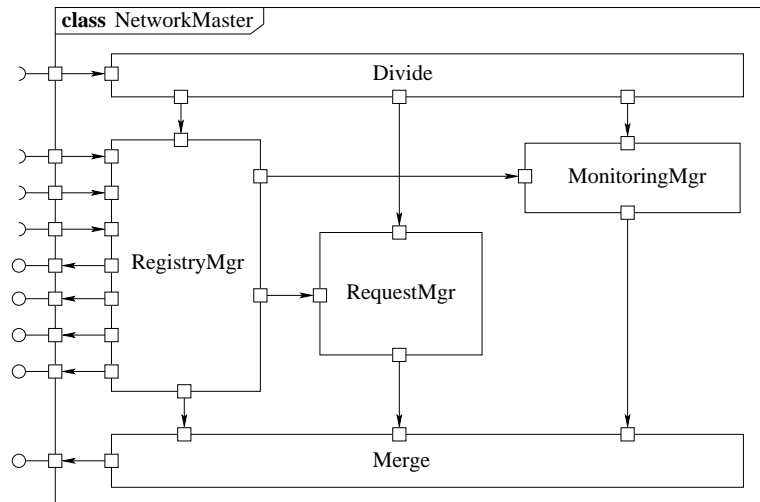 class NetworkMaster
Divide
MonitoringMgr
RegistryMgr
RequestMgr
Merge